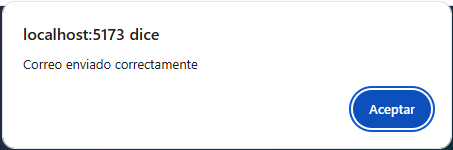 localhost:5173 dice
Correo enviado correctamente
Aceptar